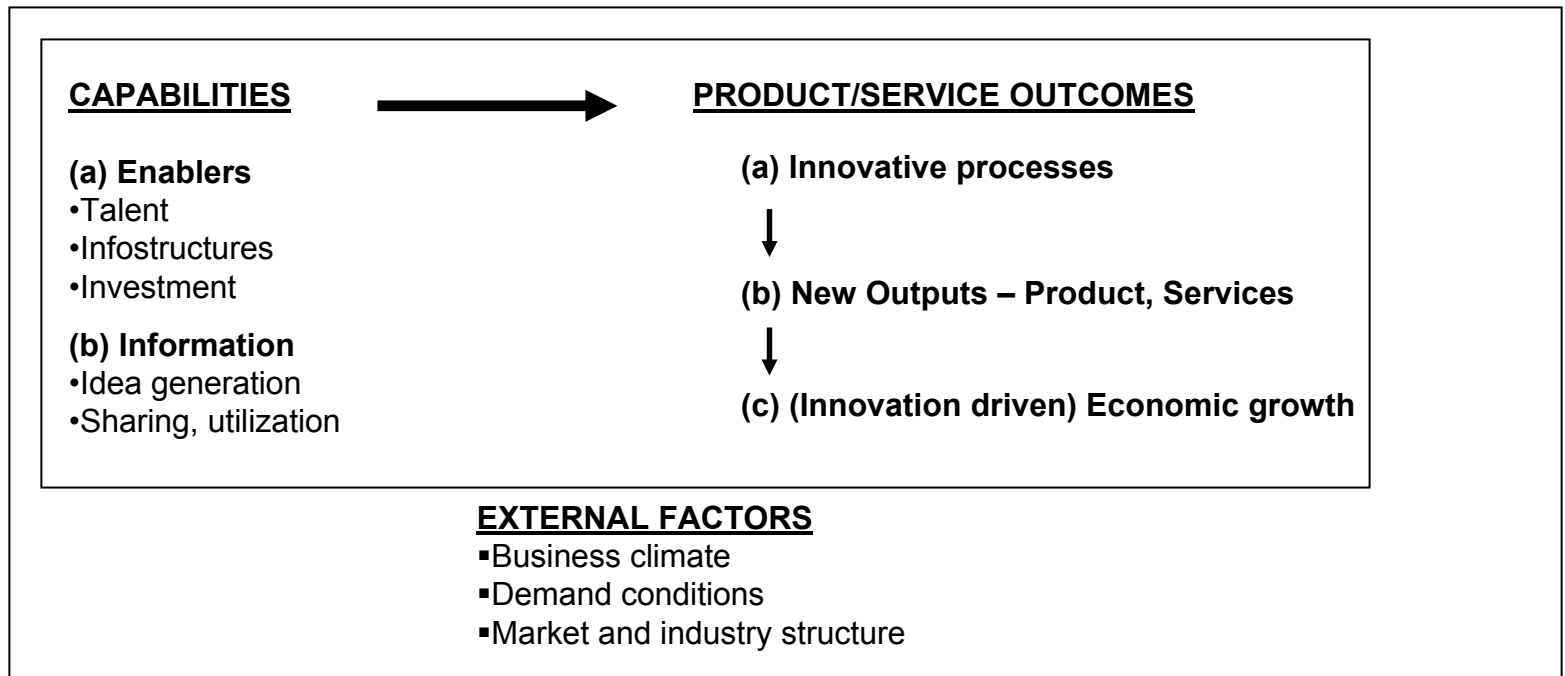 CAPABILITIES
(a) Enablers
•Talent
•Infostructures
•Investment
(b) Information
•Idea generation
•Sharing, utilization
PRODUCT/SERVICE OUTCOMES
(a) Innovative processes
(b) New Outputs – Product, Services
(c) (Innovation driven) Economic growth
EXTERNAL FACTORS
▪Business climate
▪Demand conditions
▪Market and industry structure